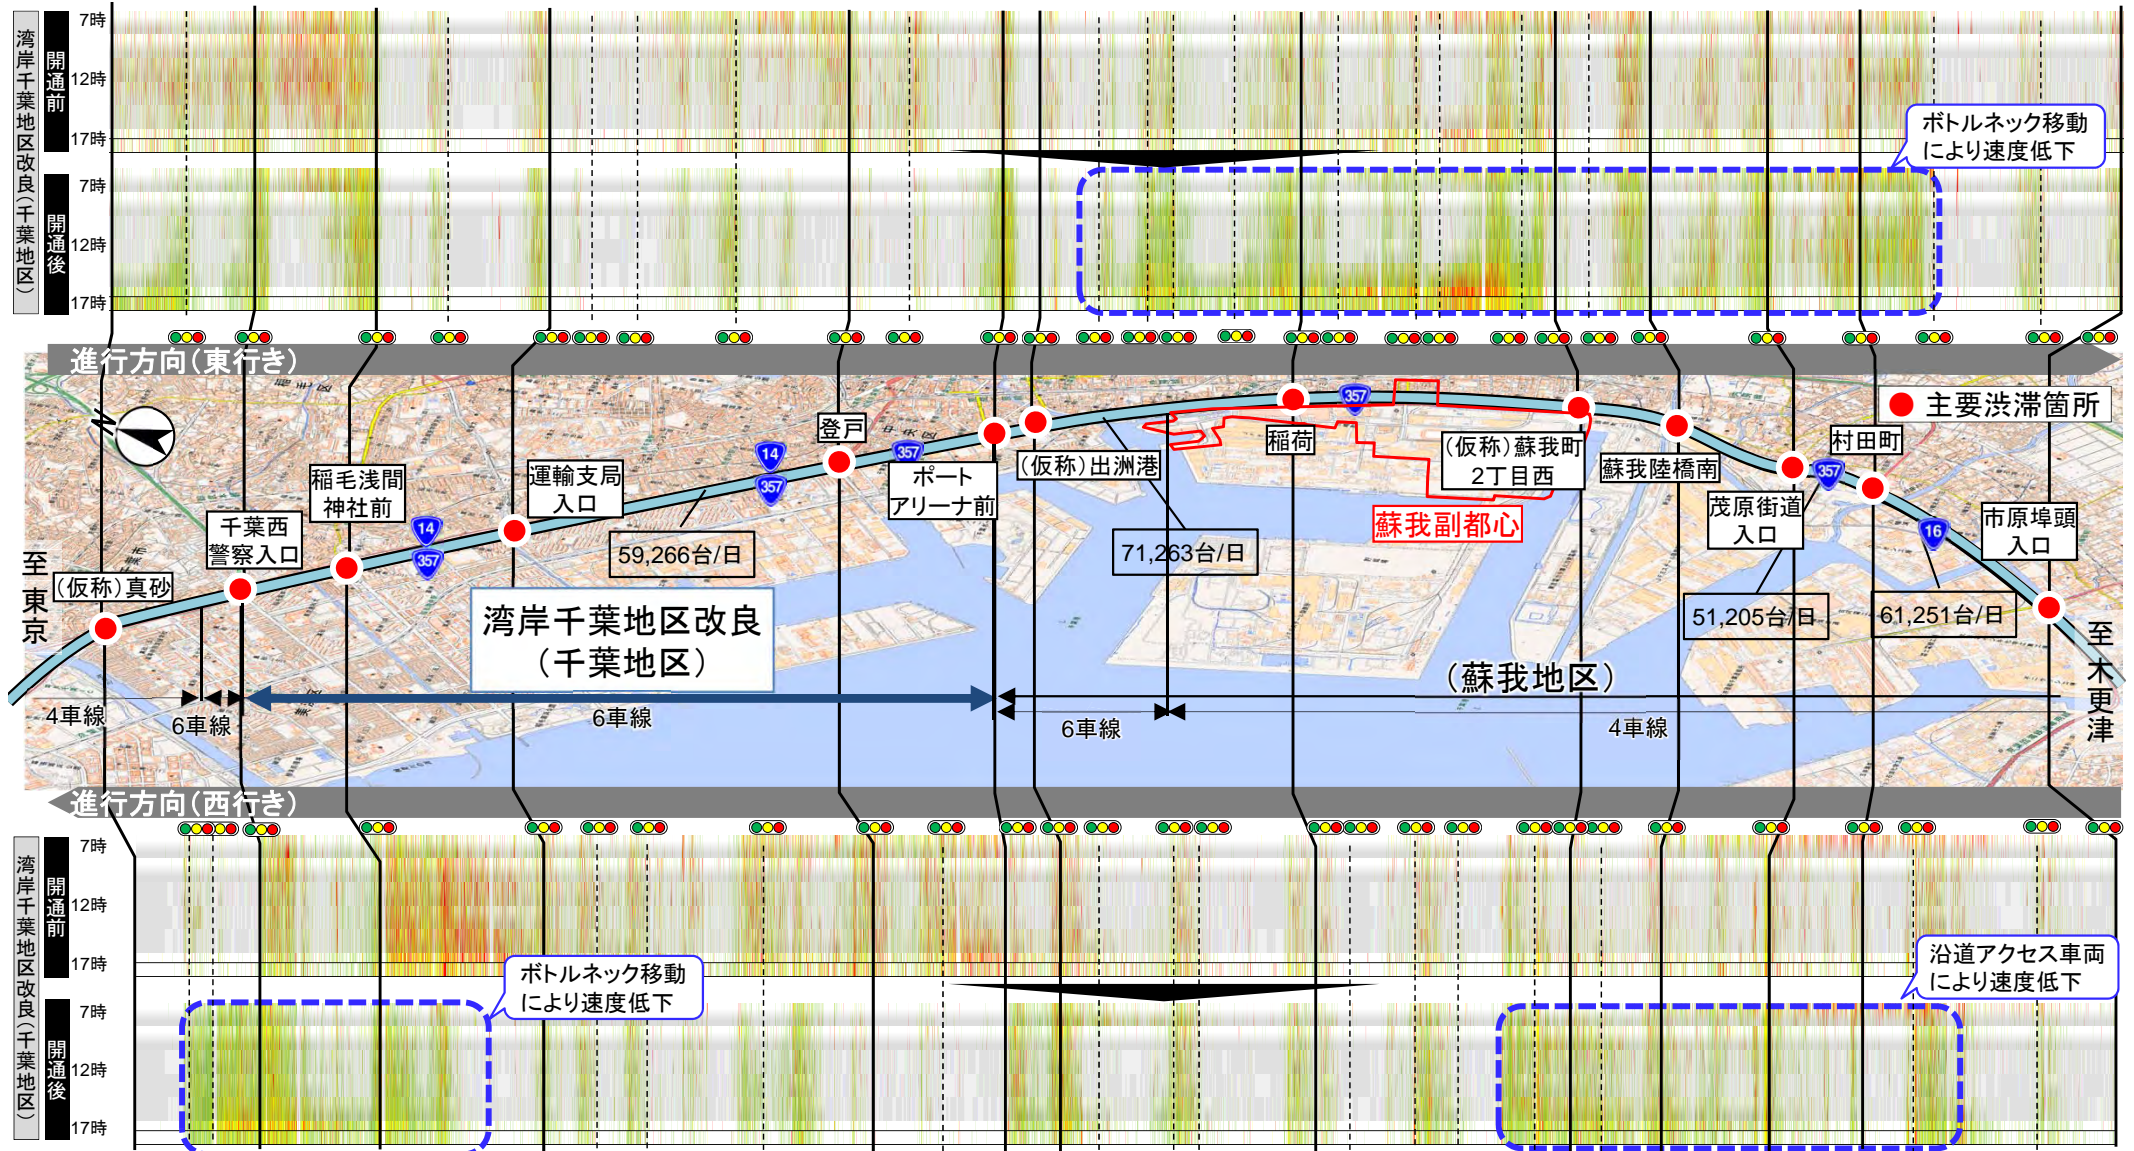 湾岸千葉地区改良(千葉地区)
開通前
7時
12時
17時
ボトルネック移動
により速度低下
開通後
7時
12時
17時
進行方向(東行き)
主要渋滞箇所
357
登戸
14
357
357
稲荷
(仮称)蘇我町
2丁目西
村田町
(仮称)出洲港
蘇我陸橋南
357
ポート
アリーナ前
運輸支局
入口
稲毛浅間
神社前
茂原街道
入口
市原埠頭
入口
16
千葉西
警察入口
14
357
蘇我副都心
59,266台/日
71,263台/日
51,205台/日
61,251台/日
至東京
(仮称)真砂
湾岸千葉地区改良
(千葉地区)
(蘇我地区)
至木更津
4車線
6車線
6車線
6車線
4車線
進行方向(西行き)
湾岸千葉地区改良(千葉地区)
開通前
7時
12時
17時
ボトルネック移動
により速度低下
沿道アクセス車両
により速度低下
開通後
7時
12時
17時